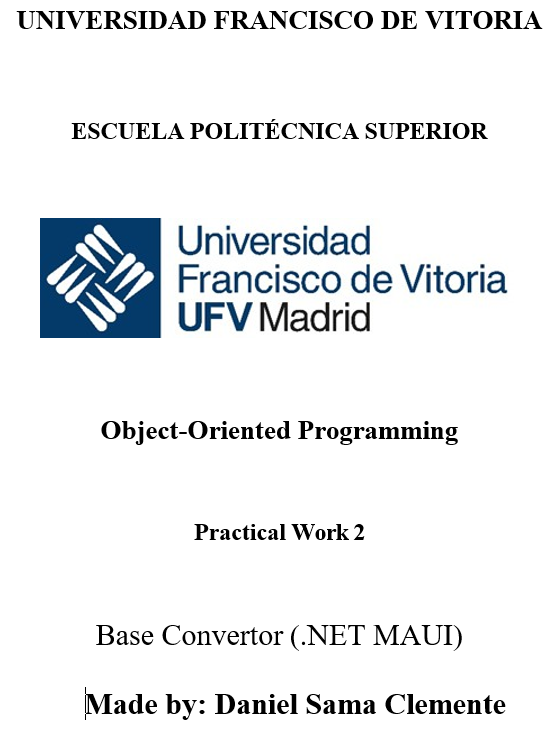 UNIVERSIDAD FRANCISCO DE VITORIA
ESCUELA POLITÉCNICA SUPERIOR
Universidad
Francisco de Vitoria
UFV Madrid
Object-Oriented Programming
Practical Work 2
Base Convertor (.NET MAUI)
Made by: Daniel Sama Clemente